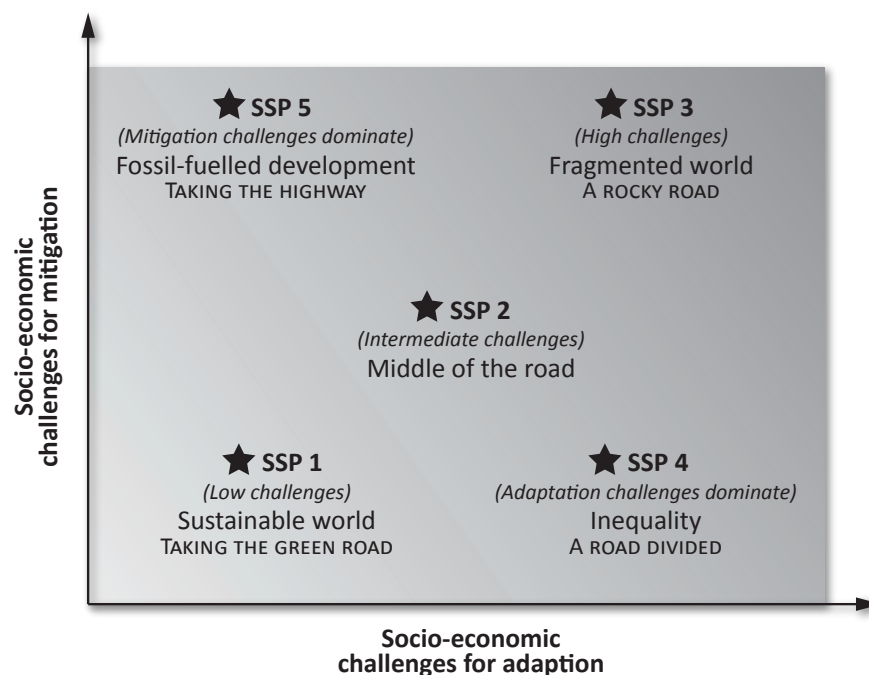 Socio-economic
challenges for mitigation
SSP 5
(Mitigation challenges dominate)
Fossil-fuelled development
TAKING THE HIGHWAY
SSP 3
(High challenges)
Fragmented world
A ROCKY ROAD
SSP 2
(Intermediate challenges)
Middle of the road
SSP 1
(Low challenges)
Sustainable world
TAKING THE GREEN ROAD
SSP 4
(Adaptation challenges dominate)
Inequality
A ROAD DIVIDED
Socio-economic
challenges for adaption